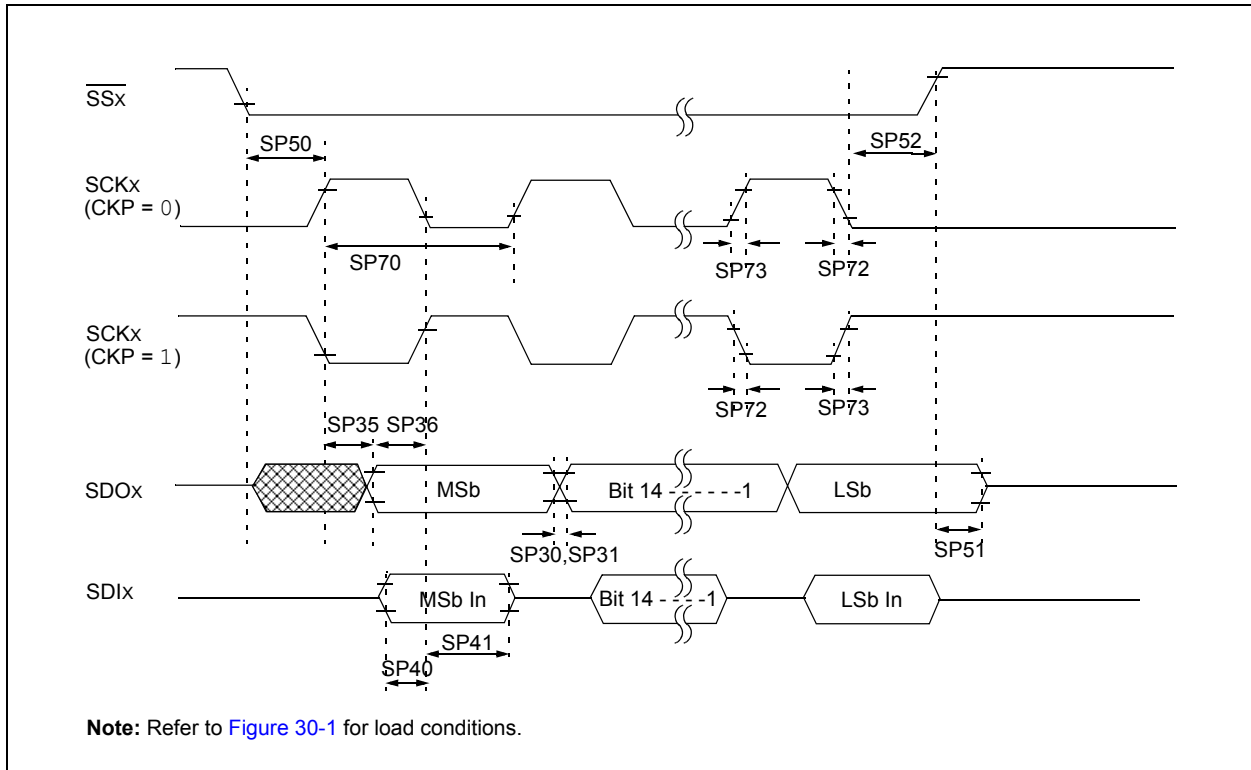 SSx
SP50
SP52
SCKx
(CKP = 0)
SP70
SP73
SP72
SCKx
(CKP = 1)
SP72
SP73
SP35
SP36
SDOx
MSb
Bit 14 - - - - - -1
LSb
SP30,SP31
SP51
SDIx
MSb In
Bit 14 - - - -1
LSb In
SP41
SP40
Note: Refer to Figure 30-1 for load conditions.